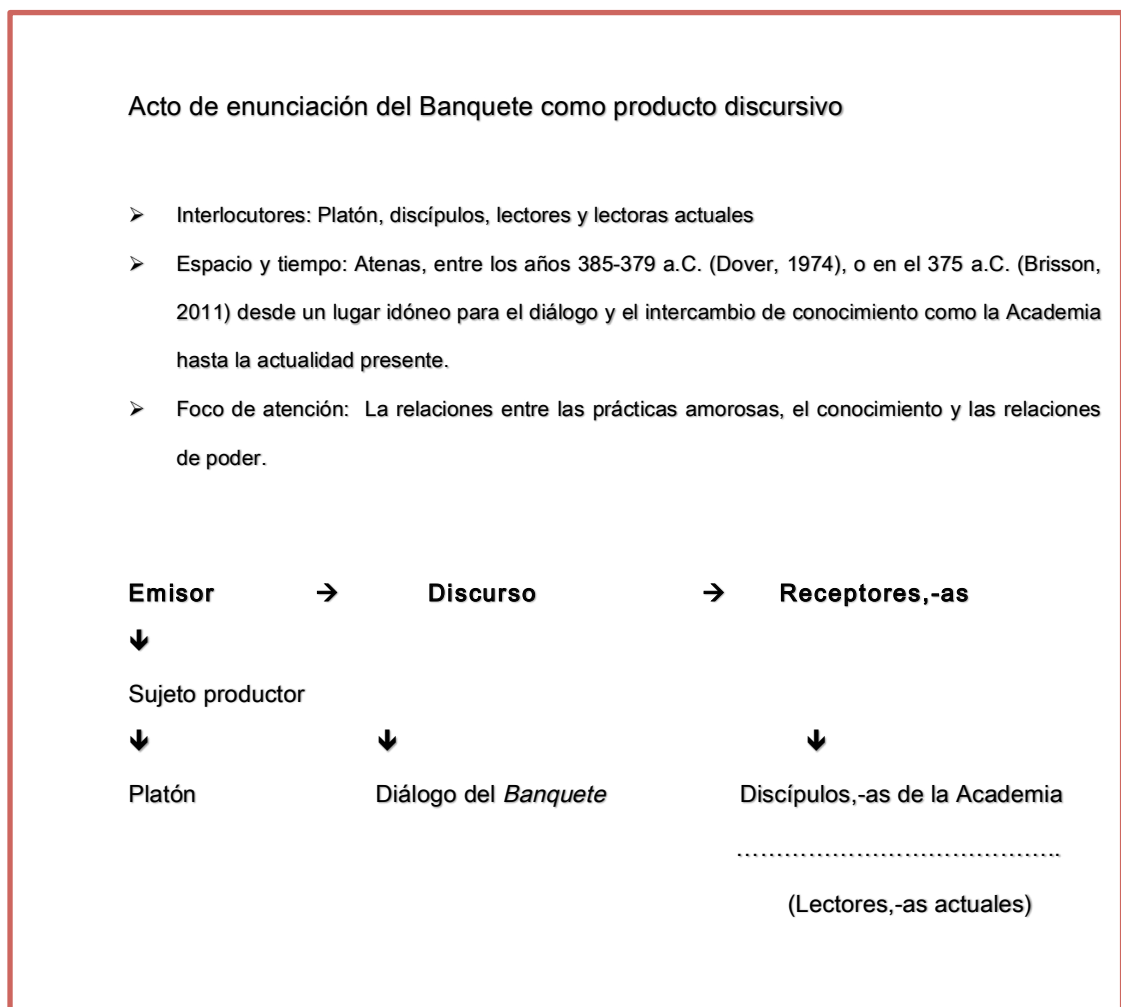 Acto de enunciación del Banquete como producto discursivo
➢ Interlocutores: Platón, discípulos, lectores y lectoras actuales
➢ Espacio y tiempo: Atenas, entre los años 385-379 a.C. (Dover, 1974), o en el 375 a.C. (Brisson,
2011) desde un lugar idóneo para el diálogo y el intercambio de conocimiento como la Academia
hasta la actualidad presente.
➢ Foco de atención: La relaciones entre las prácticas amorosas, el conocimiento y las relaciones
de poder.
Emisor → Discurso → Receptores,-as
↓
Sujeto productor
↓ ↓ ↓
Platón Diálogo del Banquete Discípulos,-as de la Academia
…………………………………..
(Lectores,-as actuales)